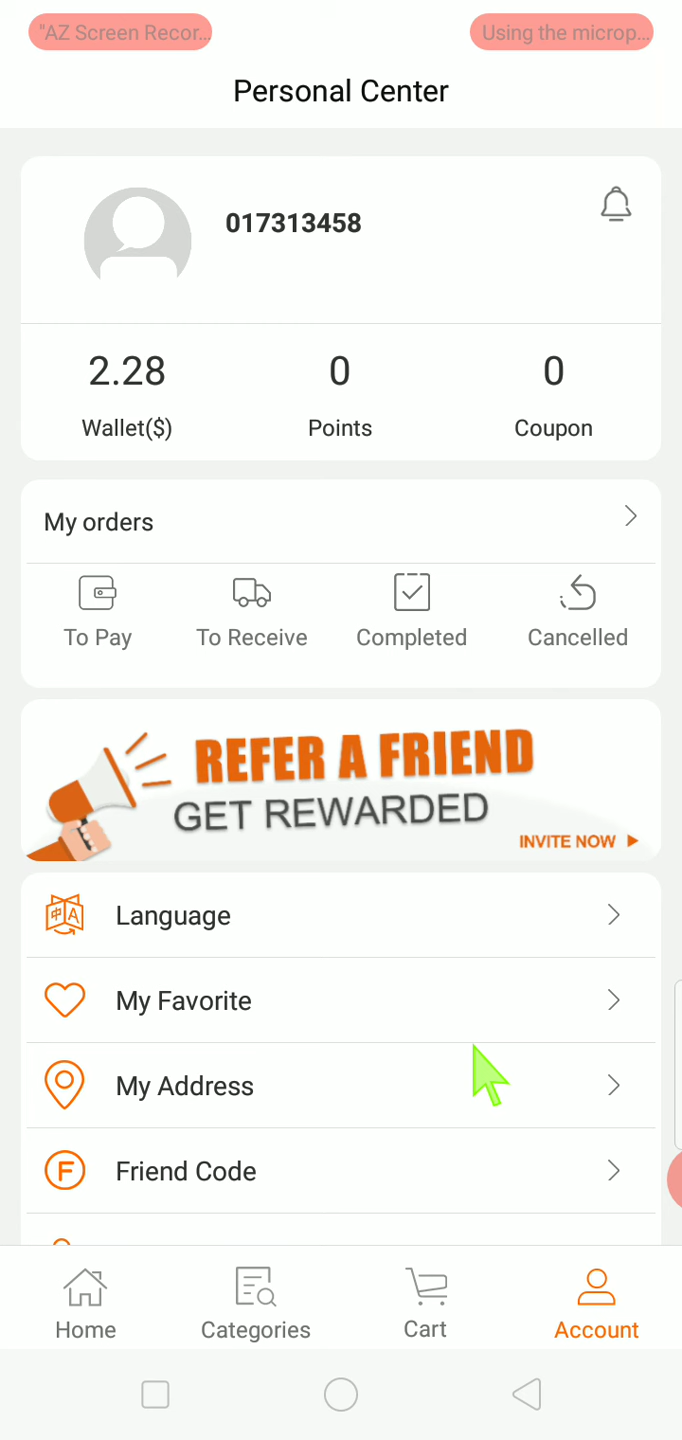 "AZ Screen Recor...
Using the microp...
Personal Center
017313458
2.28
0
0
Wallet($)
Points
Coupon
My orders
To Pay
To Receive
Completed
Cancelled
REFER A FRIEND
GET REWARDED
INVITE NOW
Language
My Favorite
My Address
F
Friend Code
Home
Categories
Cart
Account